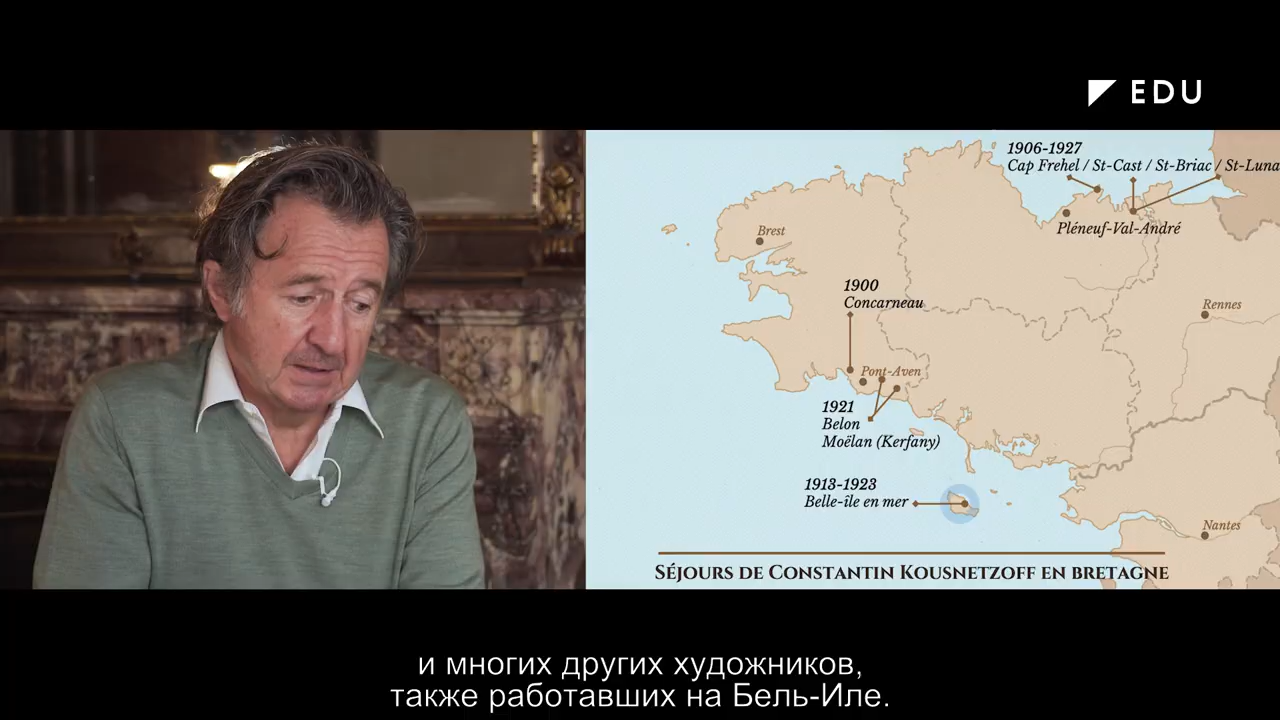 EDU
1906-1927
Cap Frehel / St-Cast / St-Briac / St-Luna
Pléneuf-Val-André
Brest
1900
Concarneau
Rennes
Pont-Aven
1921
Belon
Moëlan (Kerfany)
1913-1923
Belle-île en mer
Nantes
Séjours de Constantin Kousnetzoff en bretagne
и многих других художников,
также работавших на Бель-Иле.